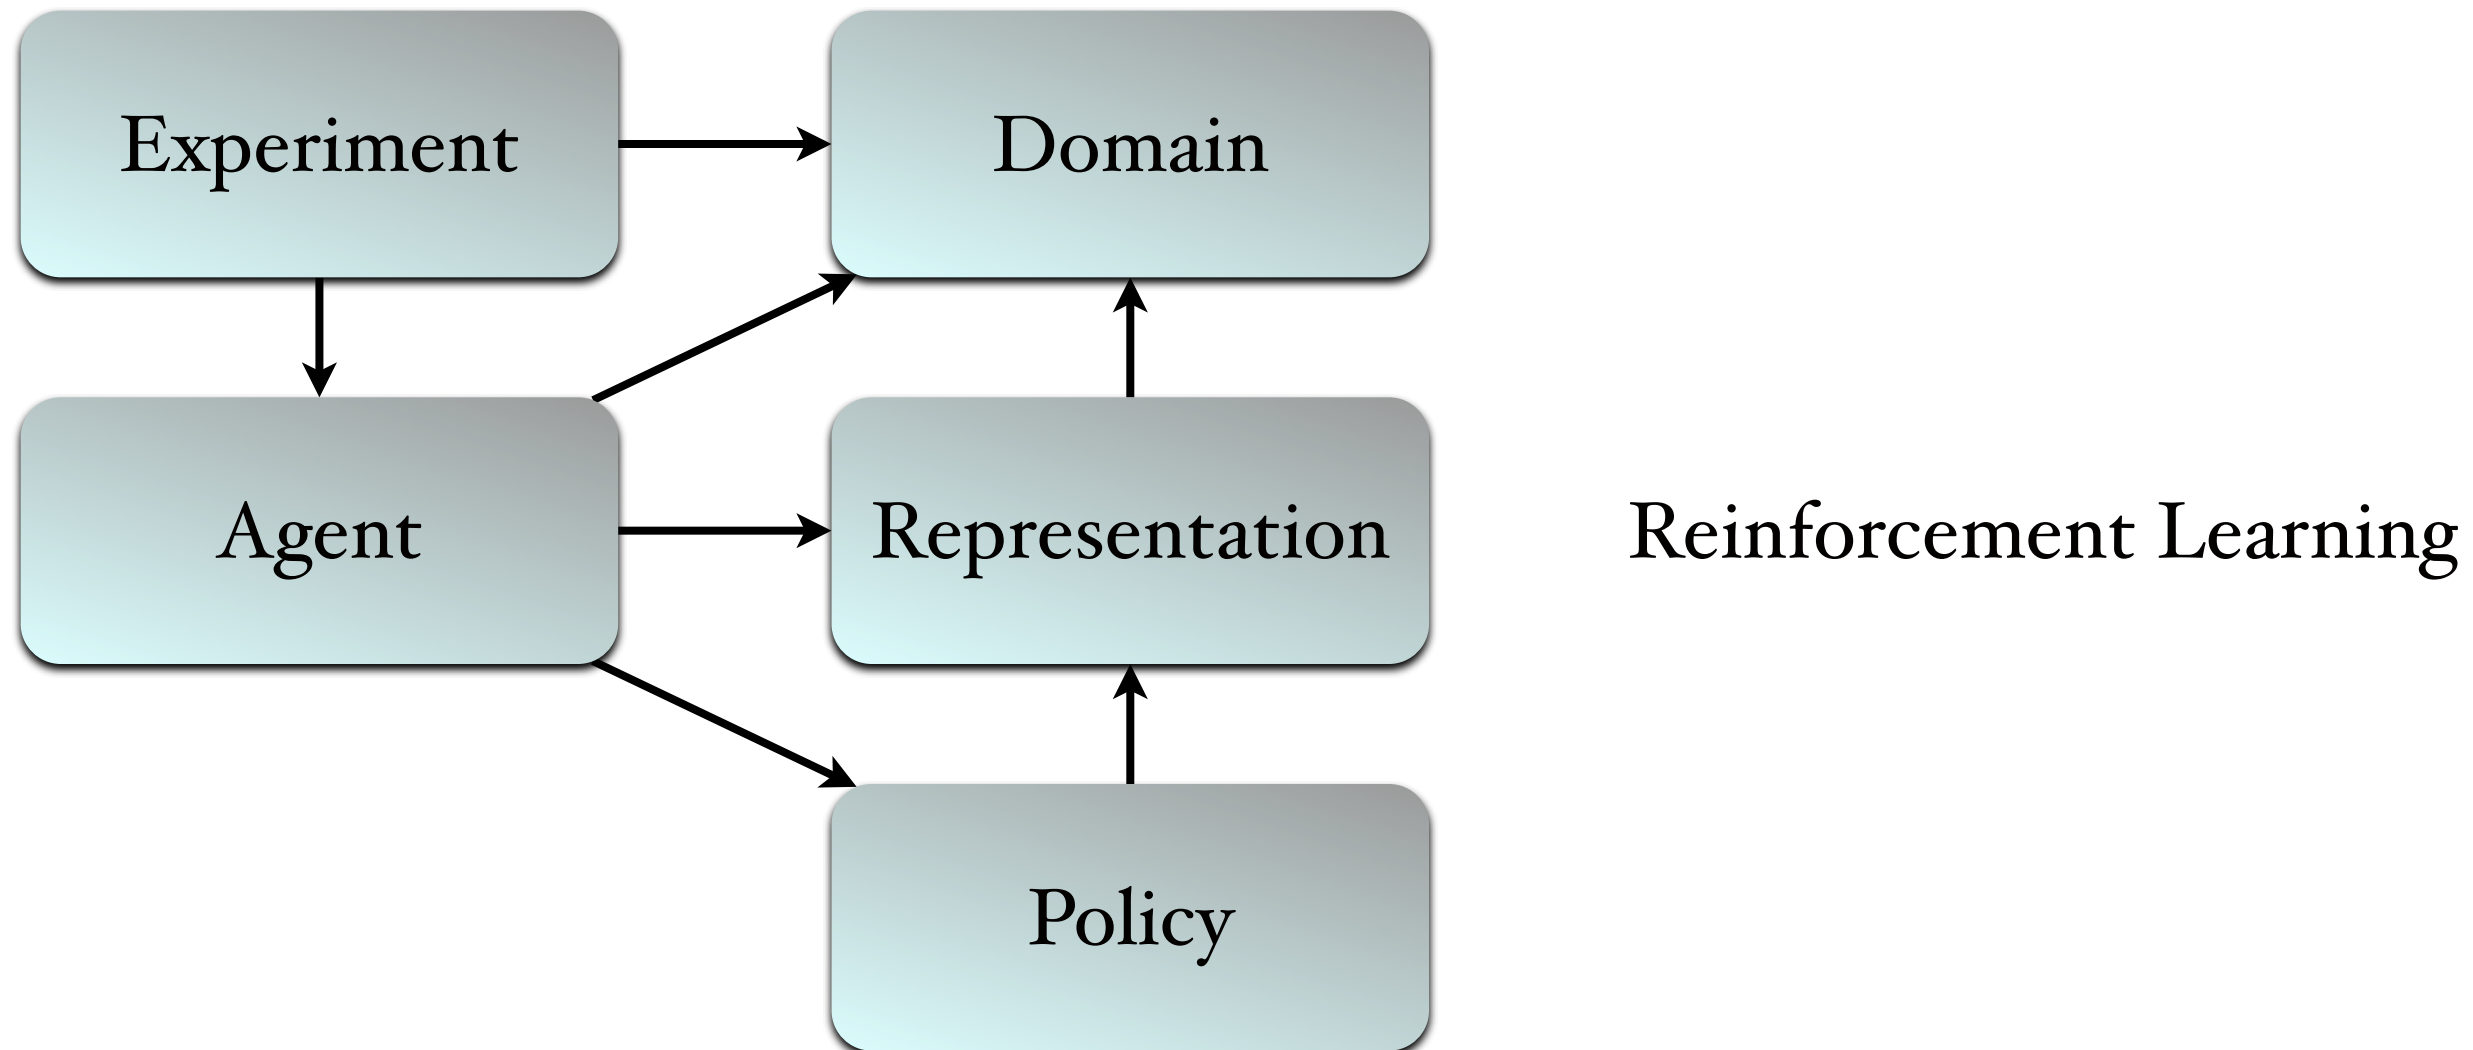 Experiment
Domain
Agent
Representation
Reinforcement Learning
Policy